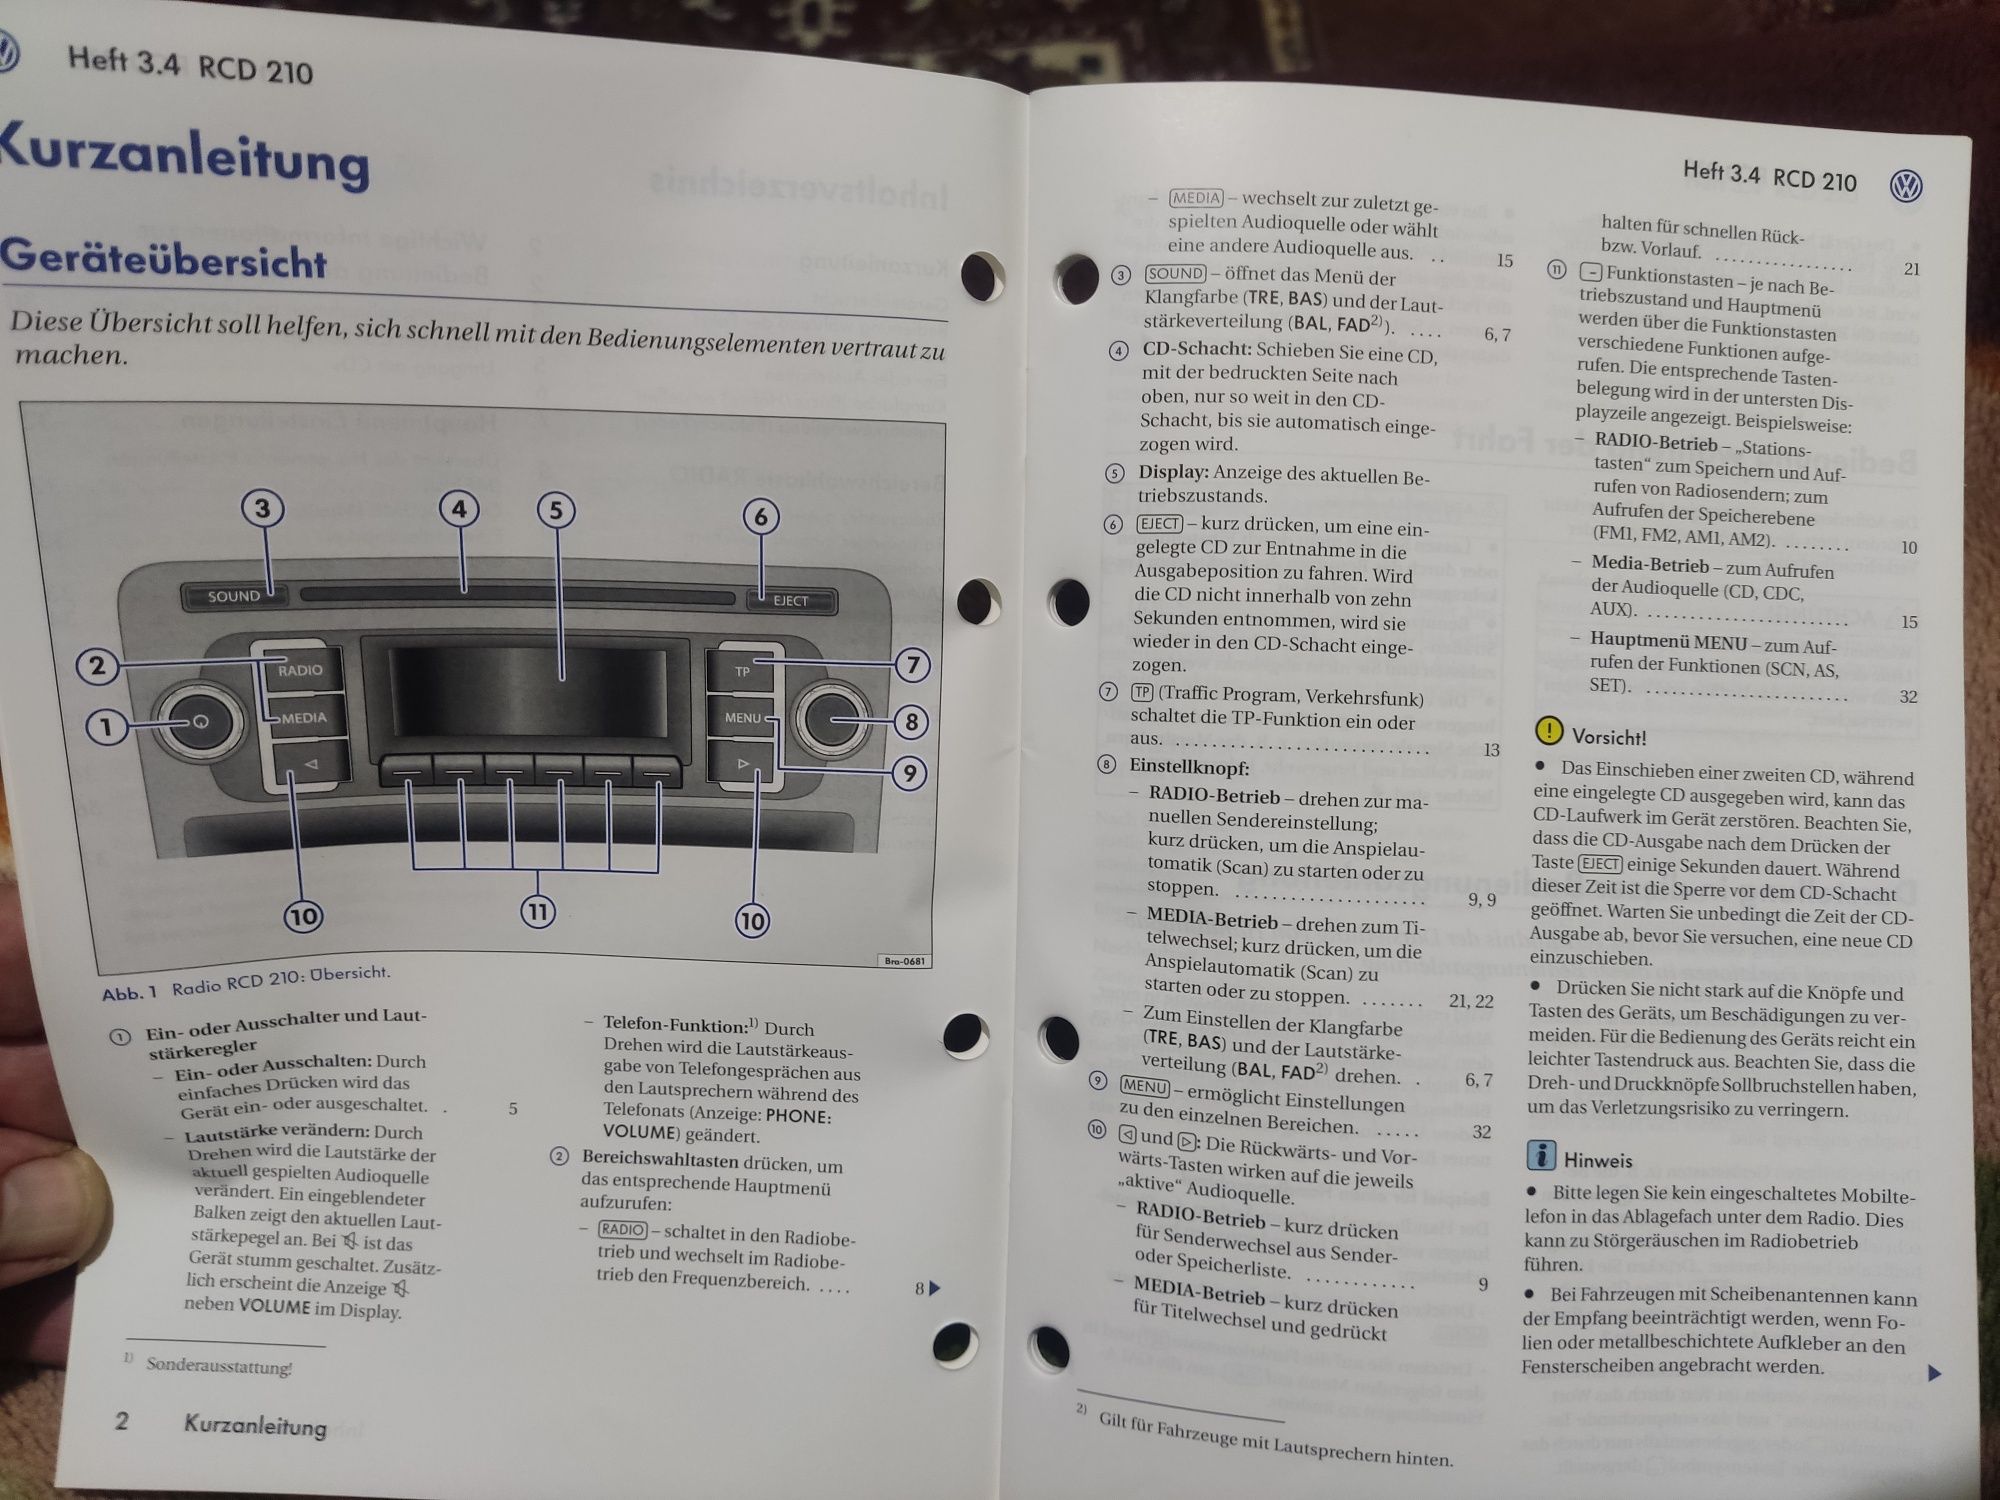 Heft 3.4 RCD 210
Kurzanleitung
Geräteübersicht
Diese Übersicht soll helfen, sich schnell mit den Bedienungselementen vertraut zu
machen.
3
4
5
6
SOUND
EJECT
2
RADIO
TP
7
1
MEDIA
MENU
8
9
10
11
10
Bra-0681
Abb. 1 Radio RCD 210: Übersicht.
① Ein- oder Ausschalter und Laut-
stärkeregler
– Ein- oder Ausschalten: Durch
einfaches Drücken wird das
Gerät ein- oder ausgeschaltet. . 5
– Lautstärke verändern: Durch
Drehen wird die Lautstärke der
aktuell gespielten Audioquelle
verändert. Ein eingeblendeter
Balken zeigt den aktuellen Laut-
stärkepegel an. Bei ist das
Gerät stumm geschaltet. Zusätz-
lich erscheint die Anzeige
neben VOLUME im Display.
– Telefon-Funktion:1) Durch
Drehen wird die Lautstärkeaus-
gabe von Telefongesprächen aus
den Lautsprechern während des
Telefonats (Anzeige: PHONE:
VOLUME) geändert.
② Bereichswahltasten drücken, um
das entsprechende Hauptmenü
aufzurufen:
– RADIO – schaltet in den Radiobe-
trieb und wechselt im Radiobe-
trieb den Frequenzbereich. . . . . 8
1) Sonderausstattung!
2 Kurzanleitung
Heft 3.4 RCD 210
– MEDIA – wechselt zur zuletzt ge-
spielten Audioquelle oder wählt
eine andere Audioquelle aus. . . 15
③ SOUND – öffnet das Menü der
Klangfarbe (TRE, BAS) und der Laut-
stärkeverteilung (BAL, FAD2)). . . . . 6, 7
④ CD-Schacht: Schieben Sie eine CD,
mit der bedruckten Seite nach
oben, nur so weit in den CD-
Schacht, bis sie automatisch einge-
zogen wird.
⑤ Display: Anzeige des aktuellen Be-
triebszustands.
⑥ EJECT – kurz drücken, um eine ein-
gelegte CD zur Entnahme in die
Ausgabeposition zu fahren. Wird
die CD nicht innerhalb von zehn
Sekunden entnommen, wird sie
wieder in den CD-Schacht einge-
zogen.
⑦ TP (Traffic Program, Verkehrsfunk)
schaltet die TP-Funktion ein oder
aus. . . . . . . . . . . . . . . . . . . . . . . . . . . 13
⑧ Einstellknopf:
– RADIO-Betrieb – drehen zur ma-
nuellen Sendereinstellung;
kurz drücken, um die Anspielau-
tomatik (Scan) zu starten oder zu
stoppen. . . . . . . . . . . . . . . . . . . . . 9, 9
– MEDIA-Betrieb – drehen zum Ti-
telwechsel; kurz drücken, um die
Anspielautomatik (Scan) zu
starten oder zu stoppen. . . . . . . . 21, 22
– Zum Einstellen der Klangfarbe
(TRE, BAS) und der Lautstärke-
verteilung (BAL, FAD2) drehen. . 6, 7
⑨ MENU – ermöglicht Einstellungen
zu den einzelnen Bereichen. . . . . . 32
⑩ ◁ und ▷: Die Rückwärts- und Vor-
wärts-Tasten wirken auf die jeweils
„aktive“ Audioquelle.
– RADIO-Betrieb – kurz drücken
für Senderwechsel aus Sender-
oder Speicherliste. . . . . . . . . . . . . 9
– MEDIA-Betrieb – kurz drücken
für Titelwechsel und gedrückt
2) Gilt für Fahrzeuge mit Lautsprechern hinten.
halten für schnellen Rück-
bzw. Vorlauf. . . . . . . . . . . . . . . . . 21
⑪ – Funktionstasten – je nach Be-
triebszustand und Hauptmenü
werden über die Funktionstasten
verschiedene Funktionen aufge-
rufen. Die entsprechende Tasten-
belegung wird in der untersten Dis-
playzeile angezeigt. Beispielsweise:
– RADIO-Betrieb – „Stations-
tasten“ zum Speichern und Auf-
rufen von Radiosendern; zum
Aufrufen der Speicherebene
(FM1, FM2, AM1, AM2). . . . . . . . . 10
– Media-Betrieb – zum Aufrufen
der Audioquelle (CD, CDC,
AUX). . . . . . . . . . . . . . . . . . . . . . . . 15
– Hauptmenü MENU – zum Auf-
rufen der Funktionen (SCN, AS,
SET). . . . . . . . . . . . . . . . . . . . . . . . 32
! Vorsicht!
● Das Einschieben einer zweiten CD, während
eine eingelegte CD ausgegeben wird, kann das
CD-Laufwerk im Gerät zerstören. Beachten Sie,
dass die CD-Ausgabe nach dem Drücken der
Taste EJECT einige Sekunden dauert. Während
dieser Zeit ist die Sperre vor dem CD-Schacht
geöffnet. Warten Sie unbedingt die Zeit der CD-
Ausgabe ab, bevor Sie versuchen, eine neue CD
einzuschieben.
● Drücken Sie nicht stark auf die Knöpfe und
Tasten des Geräts, um Beschädigungen zu ver-
meiden. Für die Bedienung des Geräts reicht ein
leichter Tastendruck aus. Beachten Sie, dass die
Dreh- und Druckknöpfe Sollbruchstellen haben,
um das Verletzungsrisiko zu verringern.
i Hinweis
● Bitte legen Sie kein eingeschaltetes Mobilte-
lefon in das Ablagefach unter dem Radio. Dies
kann zu Störgeräuschen im Radiobetrieb
führen.
● Bei Fahrzeugen mit Scheibenantennen kann
der Empfang beeinträchtigt werden, wenn Fo-
lien oder metallbeschichtete Aufkleber an den
Fensterscheiben angebracht werden.